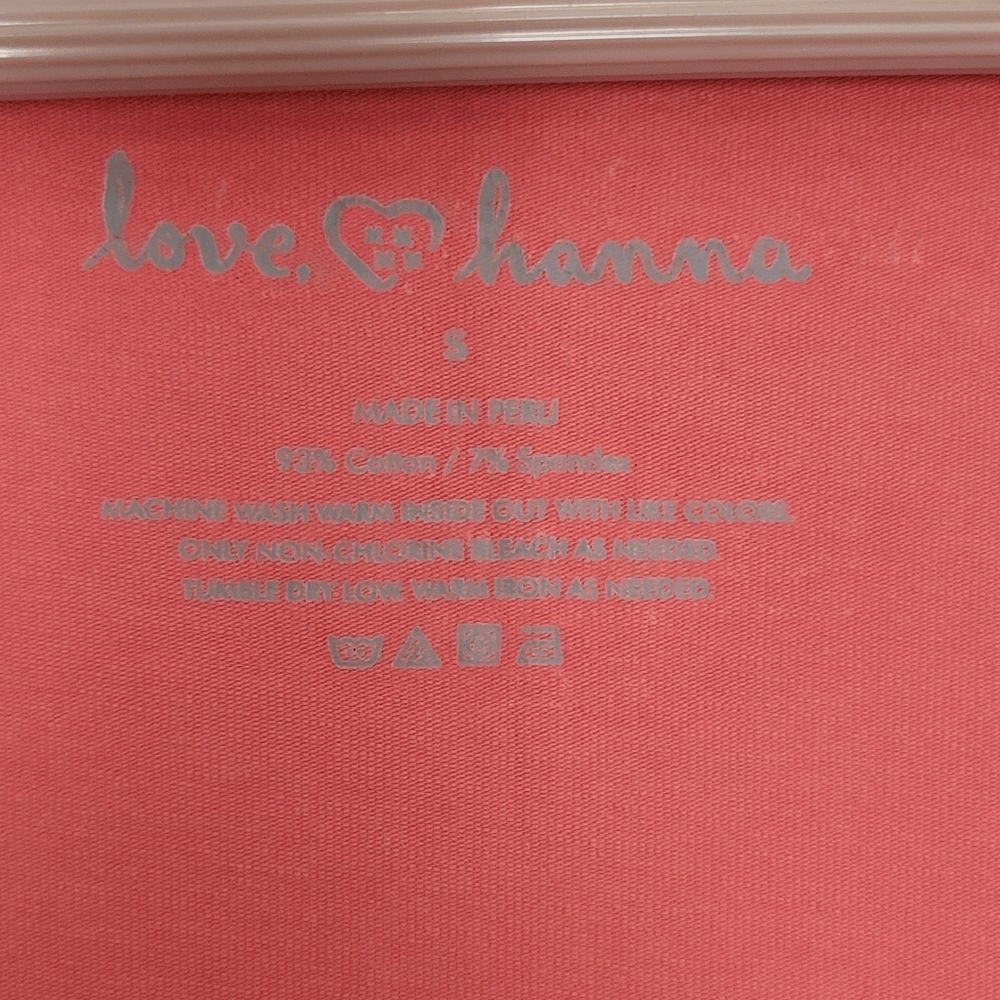 love, hanna
S
MADE IN PERU
93% Cotton / 7% Spandex
MACHINE WASH WARM INSIDE OUT WITH LIKE COLORS.
ONLY NON-CHLORINE BLEACH AS NEEDED
TUMBLE DRY LOW. WARM IRON AS NEEDED.